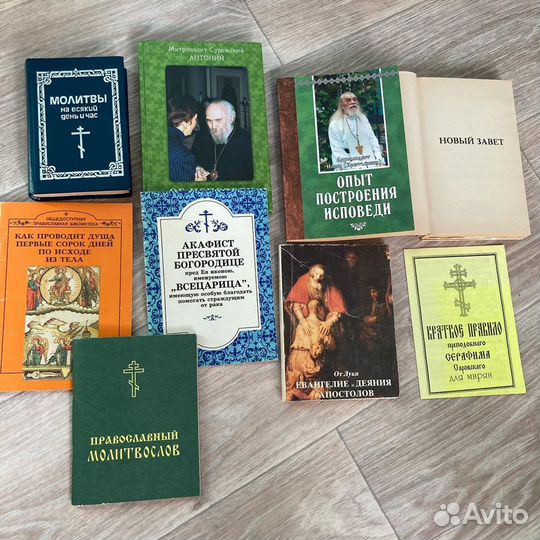 МОЛИТВЫ
НА ВСЯКИЙ
ДЕНЬ И ЧАС
Митрополит Сурожский
АНТОНИЙ
ОПЫТ
ПОСТРОЕНИЯ
ИСПОВЕДИ
НОВЫЙ ЗАВЕТ
ОБЩЕДОСТУПНАЯ
ПРАВОСЛАВНАЯ БИБЛИОТЕКА
КАК ПРОВОДИТ ДУША
ПЕРВЫЕ СОРОК ДНЕЙ
ПО ИСХОДЕ
ИЗ ТЕЛА
АКАФИСТ
ПРЕСВЯТОЙ
БОГОРОДИЦЕ
пред Ея иконою,
именуемою
„ВСЕЦАРИЦА",
имеющую особую благодать
помогать страждущим
от рака
От Луки
ЕВАНГЕЛИЕ и ДЕЯНИЯ
АПОСТОЛОВ
КРАТКОЕ ПРАВИЛО
преподобнаго
СЕРАФИМА
Саровскаго
для мирян
ПРАВОСЛАВНЫЙ
МОЛИТВОСЛОВ
Avito